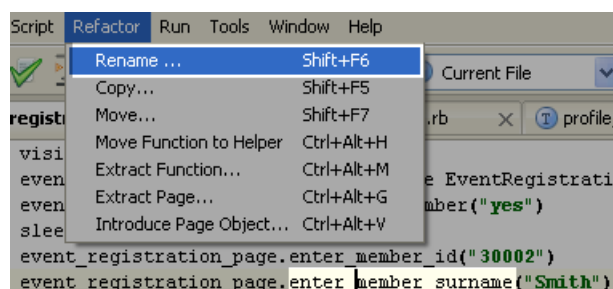 Script Refactor Run Tools Window Help
Rename ... Shift+F6
Copy... Shift+F5
Current File
Move... Shift+F7
regist .rb profile
Move Function to Helper Ctrl+Alt+H
visi
Extract Function... Ctrl+Alt+M
even e EventRegistrati
Extract Page... Ctrl+Alt+G
even mber("yes")
Introduce Page Object... Ctrl+Alt+V
slee
event_registration_page.enter_member_id("30002")
event_registration_page.enter_member_surname("Smith")